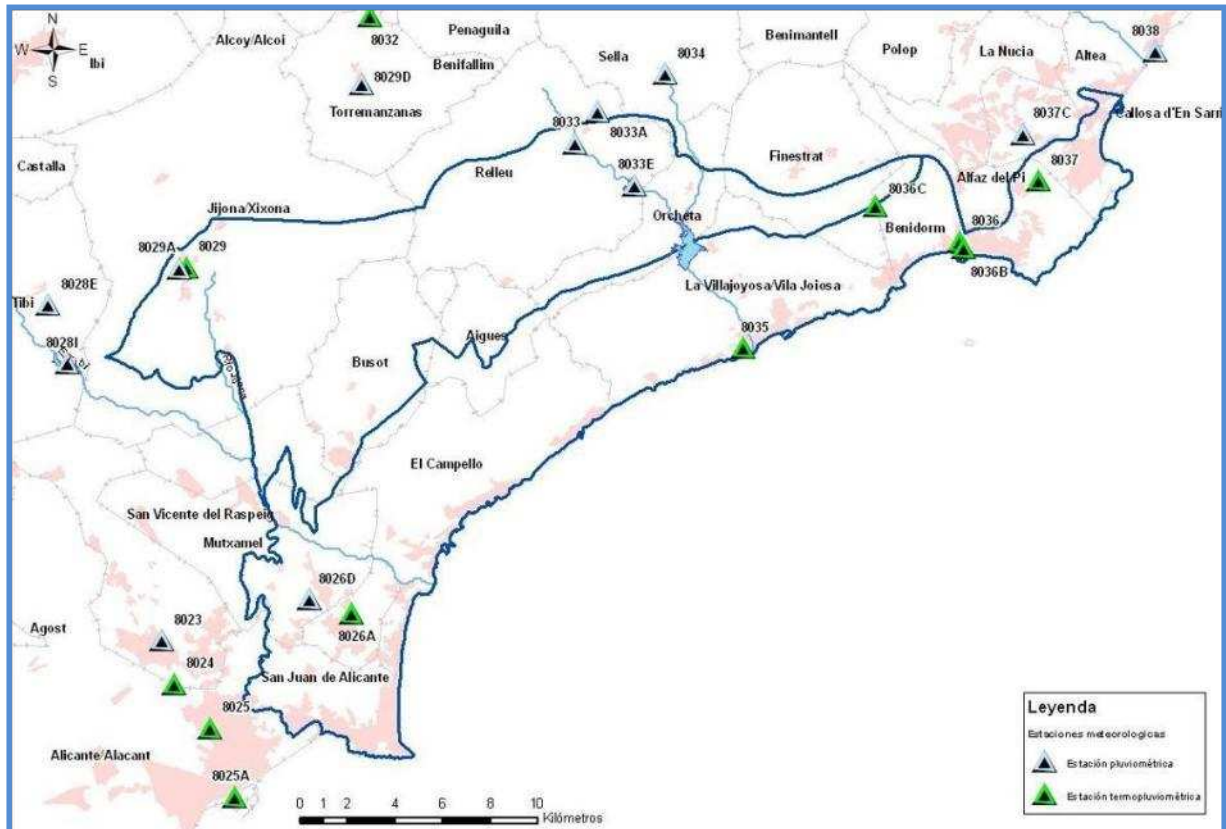 N
W E
S
Ibi
Alcoy/Alcoi
8032
Penaguila
Benifallim
8029D
Torremanzanas
Sella
8034
Benimantell
Polop
La Nucia
Altea
8038
Callosa d'En Sarri
8037C
8037
Alfaz del Pi
Castalla
8033
8033A
8033E
Relleu
Finestrat
8036C
Orcheta
Benidorm
8036
8036B
Jijona/Xixona
8029A
8029
8028E
Tibi
8028I
La Villajoyosa/Vila Joiosa
8035
Aigues
Busot
El Campello
San Vicente del Raspeig
Mutxamel
8026D
8026A
8023
Agost
8024
San Juan de Alicante
8025
Alicante/Alacant
8025A
0 1 2 4 6 8 10
Kilómetros
Leyenda
Estaciones meteorologicas
Estación pluviométrica
Estación termopluviométrica